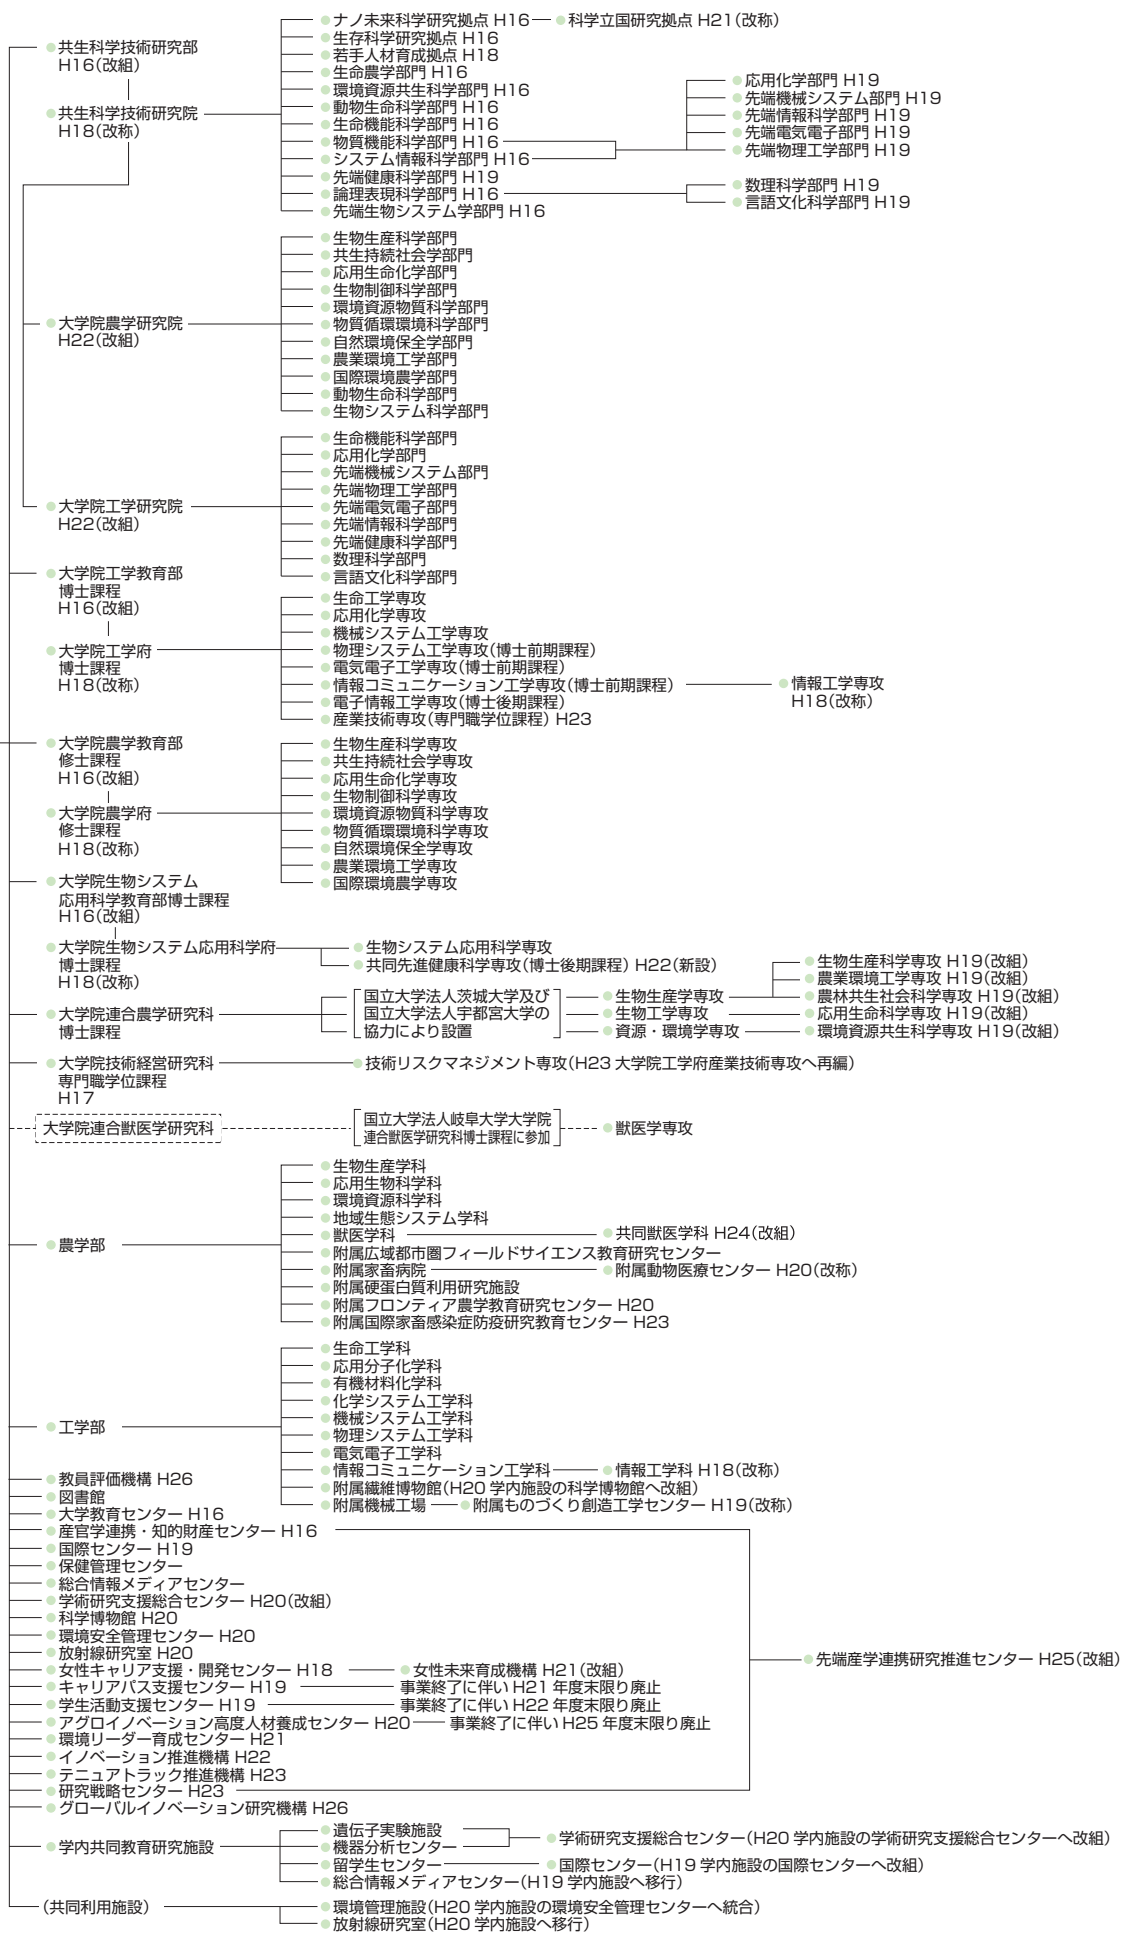 共生科学技術研究部
H16(改組)
共生科学技術研究院
H18(改称)
ナノ未来科学研究拠点 H16
科学立国研究拠点 H21(改称)
生存科学研究拠点 H16
若手人材育成拠点 H18
生命農学部門 H16
環境資源共生科学部門 H16
動物生命科学部門 H16
生命機能科学部門 H16
物質機能科学部門 H16
システム情報科学部門 H16
先端健康科学部門 H19
論理表現科学部門 H16
先端生物システム学部門 H16
応用化学部門 H19
先端機械システム部門 H19
先端情報科学部門 H19
先端電気電子部門 H19
先端物理工学部門 H19
数理科学部門 H19
言語文化科学部門 H19
大学院農学研究院
H22(改組)
生物生産科学部門
共生持続社会学部門
応用生命化学部門
生物制御科学部門
環境資源物質科学部門
物質循環環境科学部門
自然環境保全学部門
農業環境工学部門
国際環境農学部門
動物生命科学部門
生物システム科学部門
大学院工学研究院
H22(改組)
生命機能科学部門
応用化学部門
先端機械システム部門
先端物理工学部門
先端電気電子部門
先端情報科学部門
先端健康科学部門
数理科学部門
言語文化科学部門
大学院工学教育部
博士課程
H16(改組)
大学院工学府
博士課程
H18(改称)
生命工学専攻
応用化学専攻
機械システム工学専攻
物理システム工学専攻(博士前期課程)
電気電子工学専攻(博士前期課程)
情報コミュニケーション工学専攻(博士前期課程)
情報工学専攻
H18(改称)
電子情報工学専攻(博士後期課程)
産業技術専攻(専門職学位課程) H23
大学院農学教育部
修士課程
H16(改組)
大学院農学府
修士課程
H18(改称)
生物生産科学専攻
共生持続社会学専攻
応用生命化学専攻
生物制御科学専攻
環境資源物質科学専攻
物質循環環境科学専攻
自然環境保全学専攻
農業環境工学専攻
国際環境農学専攻
大学院生物システム
応用科学教育部博士課程
H16(改組)
大学院生物システム応用科学府
博士課程
H18(改称)
生物システム応用科学専攻
共同先進健康科学専攻(博士後期課程) H22(新設)
大学院連合農学研究科
博士課程
国立大学法人茨城大学及び
国立大学法人宇都宮大学の
協力により設置
生物生産学専攻
生物工学専攻
資源・環境学専攻
生物生産科学専攻 H19(改組)
農業環境工学専攻 H19(改組)
農林共生社会科学専攻 H19(改組)
応用生命科学専攻 H19(改組)
環境資源共生科学専攻 H19(改組)
大学院技術経営研究科
専門職学位課程
H17
技術リスクマネジメント専攻(H23 大学院工学府産業技術専攻へ再編)
大学院連合獣医学研究科
国立大学法人岐阜大学大学院
連合獣医学研究科博士課程に参加
獣医学専攻
農学部
生物生産学科
応用生物科学科
環境資源科学科
地域生態システム学科
獣医学科
共同獣医学科 H24(改組)
附属広域都市圏フィールドサイエンス教育研究センター
附属家畜病院
附属動物医療センター H20(改称)
附属硬蛋白質利用研究施設
附属フロンティア農学教育研究センター H20
附属国際家畜感染症防疫研究教育センター H23
工学部
生命工学科
応用分子化学科
有機材料化学科
化学システム工学科
機械システム工学科
物理システム工学科
電気電子工学科
情報コミュニケーション工学科
情報工学科 H18(改称)
附属繊維博物館(H20 学内施設の科学博物館へ改組)
附属機械工場
附属ものづくり創造工学センター H19(改称)
教員評価機構 H26
図書館
大学教育センター H16
産官学連携・知的財産センター H16
国際センター H19
保健管理センター
総合情報メディアセンター
学術研究支援総合センター H20(改組)
科学博物館 H20
環境安全管理センター H20
放射線研究室 H20
女性キャリア支援・開発センター H18
女性未来育成機構 H21(改組)
キャリアパス支援センター H19
事業終了に伴い H21 年度末限り廃止
学生活動支援センター H19
事業終了に伴い H22 年度末限り廃止
アグロイノベーション高度人材養成センター H20
事業終了に伴い H25 年度末限り廃止
環境リーダー育成センター H21
イノベーション推進機構 H22
テニュアトラック推進機構 H23
研究戦略センター H23
グローバルイノベーション研究機構 H26
先端産学連携研究推進センター H25(改組)
学内共同教育研究施設
遺伝子実験施設
機器分析センター
学術研究支援総合センター(H20 学内施設の学術研究支援総合センターへ改組)
留学生センター
国際センター(H19 学内施設の国際センターへ改組)
総合情報メディアセンター(H19 学内施設へ移行)
(共同利用施設)
環境管理施設(H20 学内施設の環境安全管理センターへ統合)
放射線研究室(H20 学内施設へ移行)